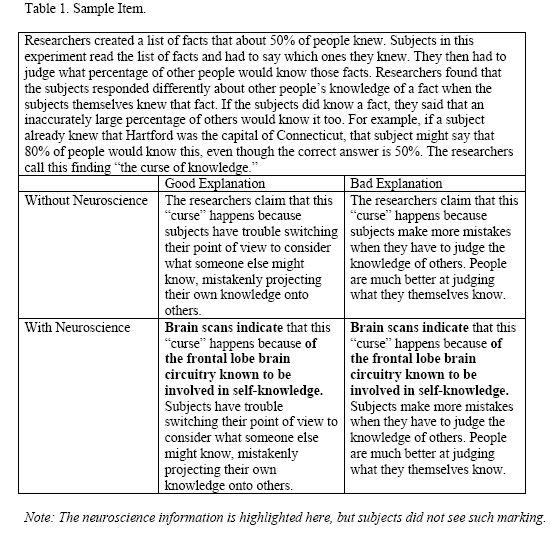 Table 1. Sample Item.
Researchers created a list of facts that about 50% of people knew. Subjects in this
experiment read the list of facts and had to say which ones they knew. They then had to
judge what percentage of other people would know those facts. Researchers found that
the subjects responded differently about other people's knowledge of a fact when the
subjects themselves knew that fact. If the subjects did know a fact, they said that an
inaccurately large percentage of others would know it too. For example, if a subject
already knew that Hartford was the capital of Connecticut, that subject might say that
80% of people would know this, even though the correct answer is 50%. The researchers
call this finding "the curse of knowledge."
Good Explanation
Bad Explanation
Without Neuroscience
The researchers claim that this
"curse" happens because
subjects have trouble switching
their point of view to consider
what someone else might
know, mistakenly projecting
their own knowledge onto
others.
The researchers claim that this
"curse" happens because
subjects make more mistakes
when they have to judge the
knowledge of others. People
are much better at judging
what they themselves know.
With Neuroscience
Brain scans indicate that this
"curse" happens because of
the frontal lobe brain
circuitry known to be
involved in self-knowledge.
Subjects have trouble
switching their point of view to
consider what someone else
might know, mistakenly
projecting their own
knowledge onto others.
Brain scans indicate that this
"curse" happens because of
the frontal lobe brain
circuitry known to be
involved in self-knowledge.
Subjects make more mistakes
when they have to judge the
knowledge of others. People
are much better at judging
what they themselves know.
Note: The neuroscience information is highlighted here, but subjects did not see such marking.